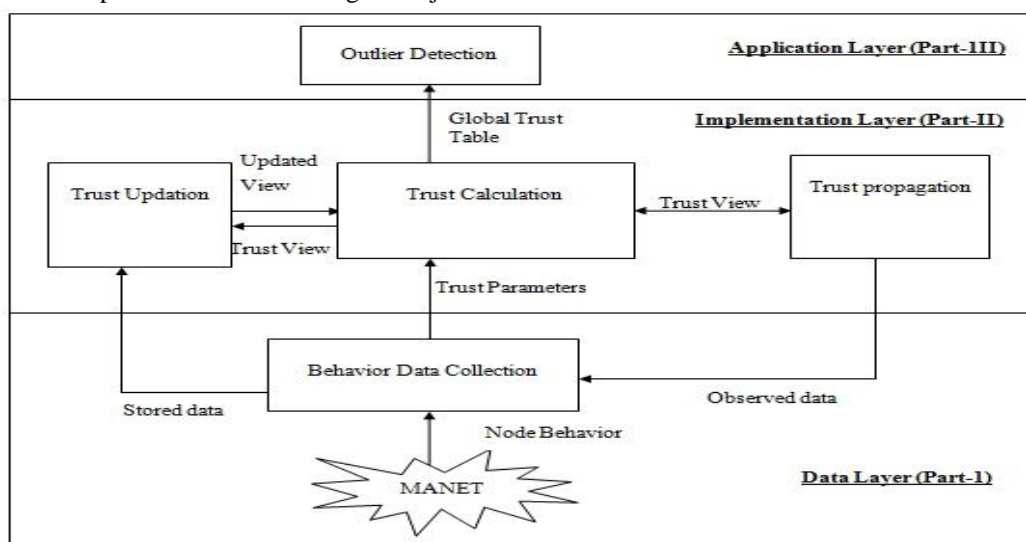 Outlier Detection
Application Layer (Part-1II)
Global Trust
Table
Implementation Layer (Part-II)
Updated
View
Trust Updation
Trust Calculation
Trust propagation
Trust View
Trust View
Trust Parameters
Behavior Data Collection
Stored data
Observed data
Node Behavior
MANET
Data Layer (Part-1)